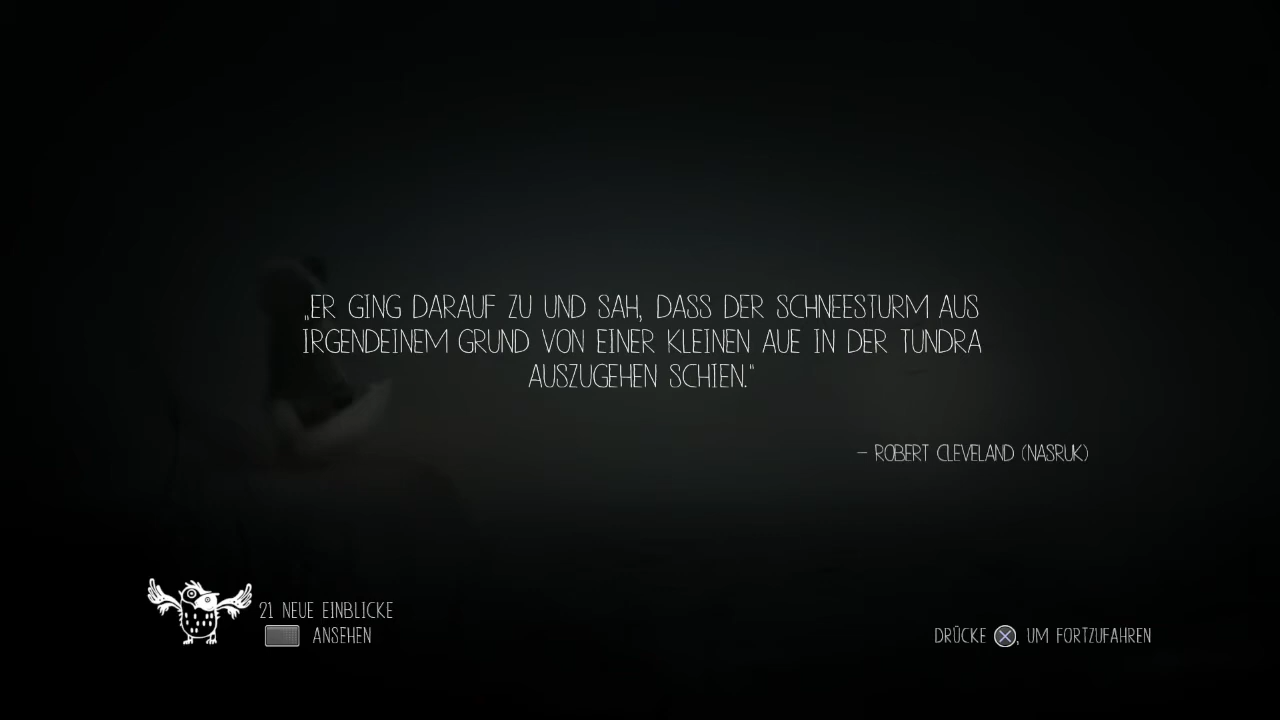 „ER GING DARAUF ZU UND SAH, DASS DER SCHNEESTURM AUS
IRGENDEINEM GRUND VON EINER KLEINEN AUE IN DER TUNDRA
AUSZUGEHEN SCHIEN."
– ROBERT CLEVELAND (NASRUK)
21 NEUE EINBLICKE
ANSEHEN
DRÜCKE Ⓧ, UM FORTZUFAHREN